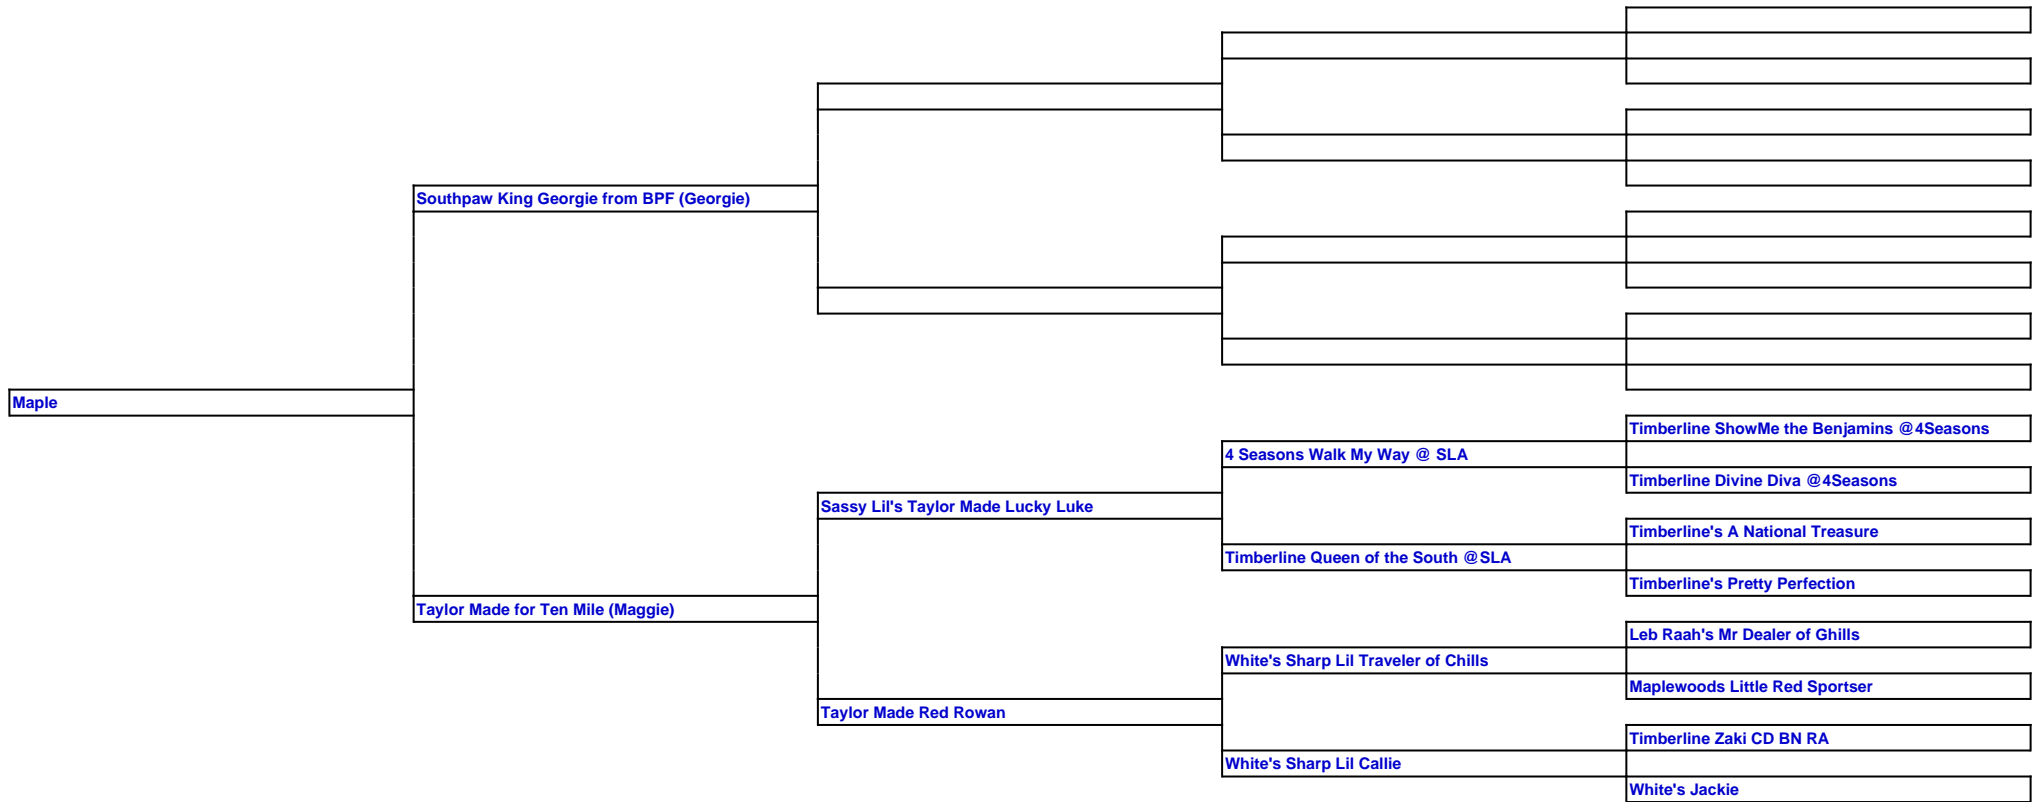 Southpaw King Georgie from BPF (Georgie)
Maple
Timberline ShowMe the Benjamins @4Seasons
4 Seasons Walk My Way @ SLA
Timberline Divine Diva @4Seasons
Sassy Lil's Taylor Made Lucky Luke
Timberline's A National Treasure
Timberline Queen of the South @SLA
Timberline's Pretty Perfection
Taylor Made for Ten Mile (Maggie)
Leb Raah's Mr Dealer of Ghills
White's Sharp Lil Traveler of Chills
Maplewoods Little Red Sportser
Taylor Made Red Rowan
Timberline Zaki CD BN RA
White's Sharp Lil Callie
White's Jackie